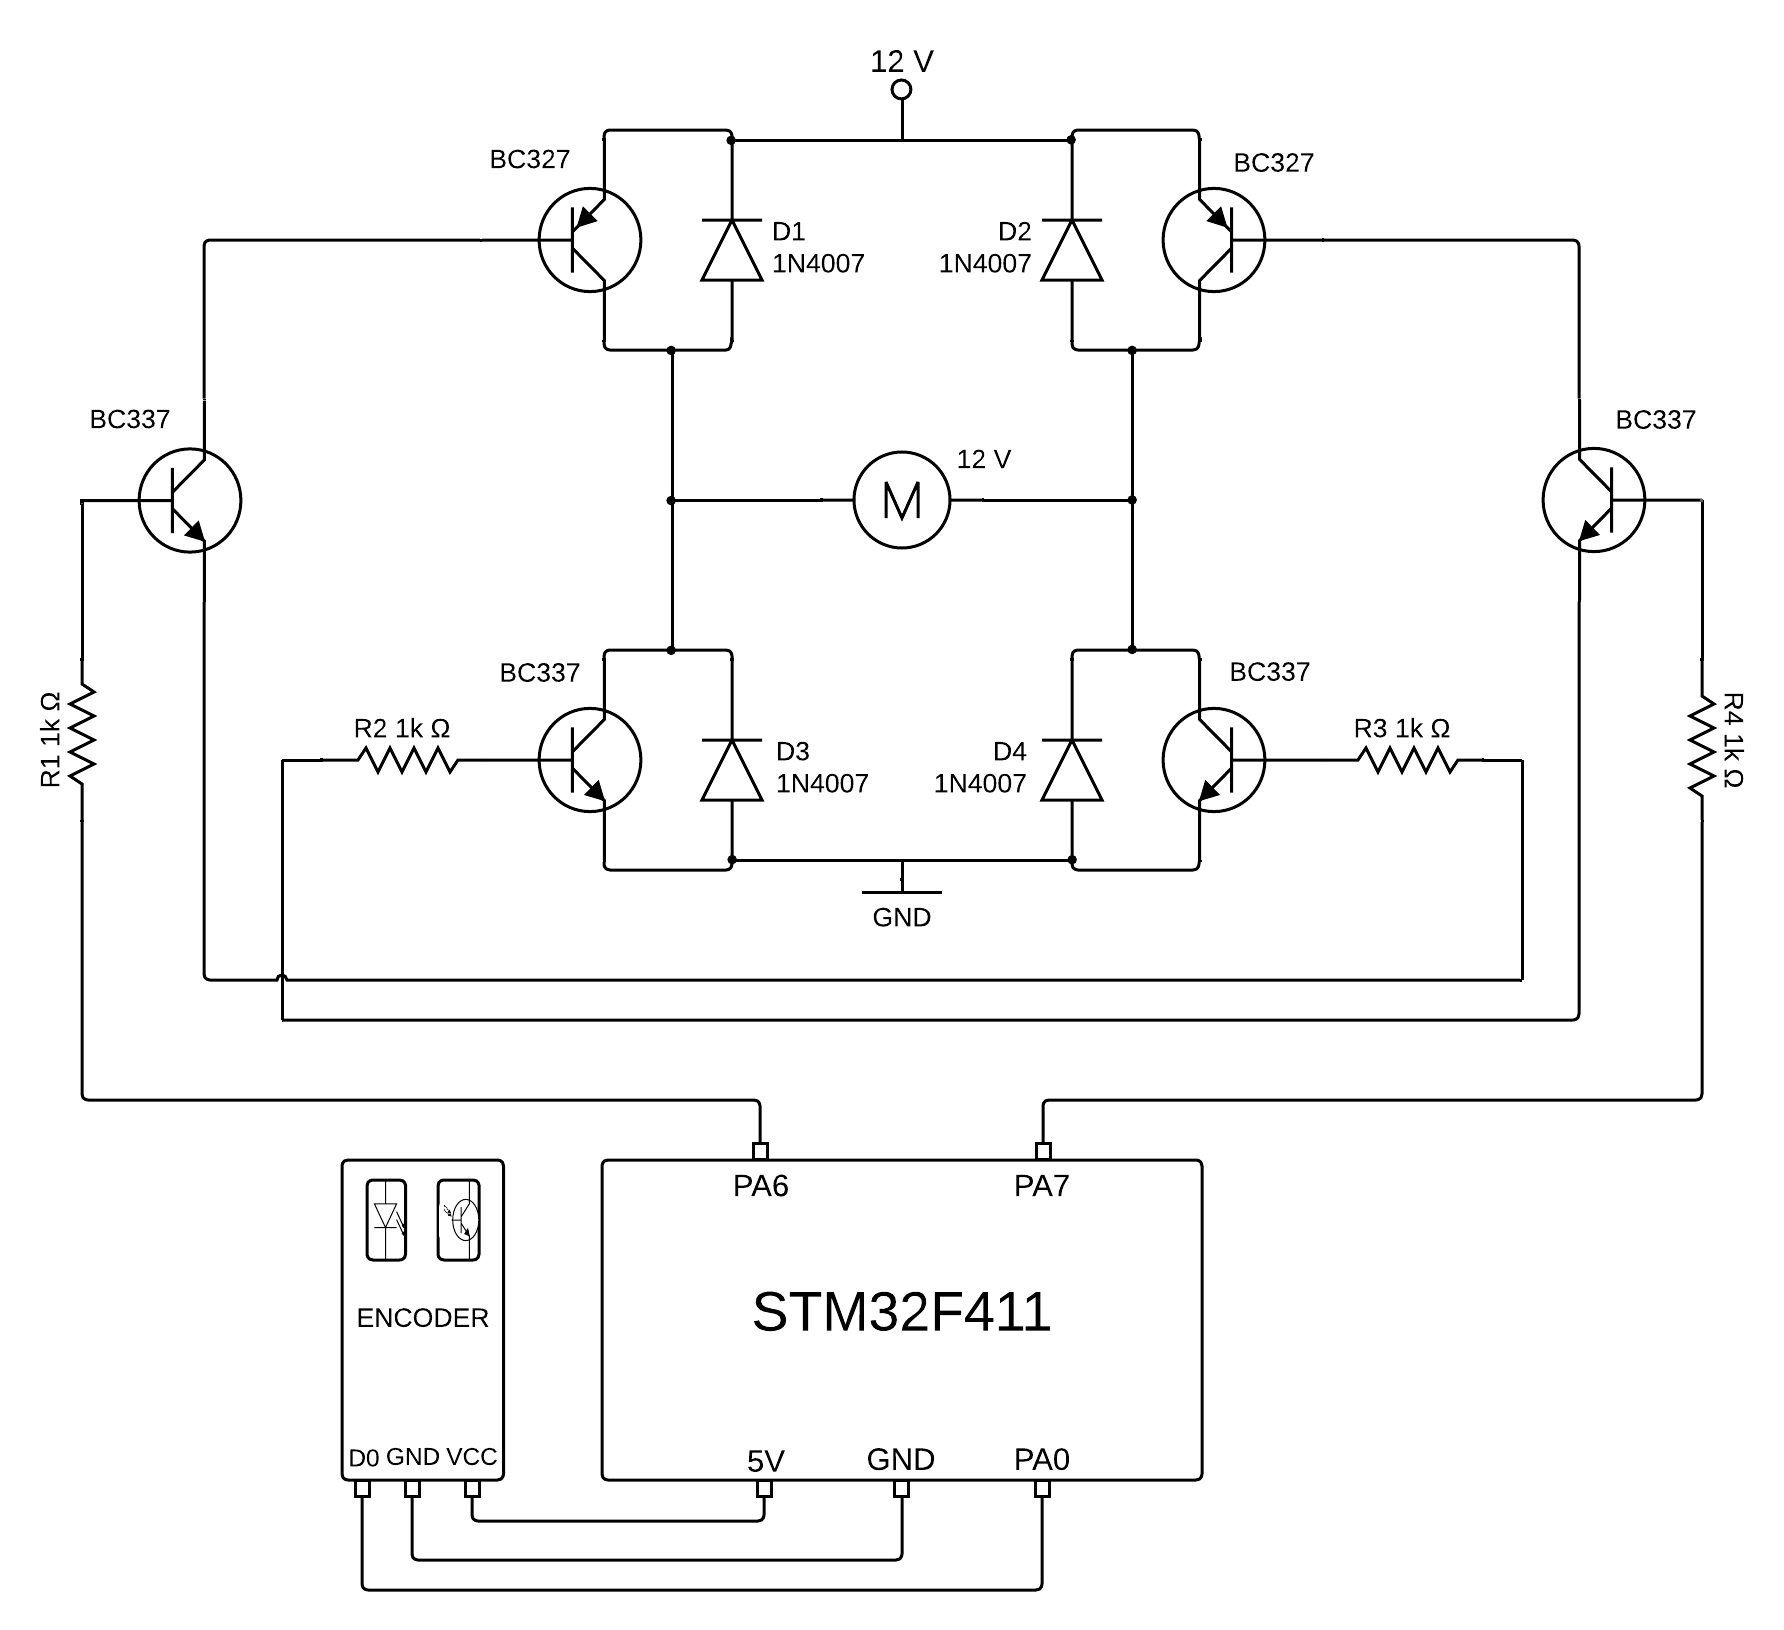 12 V
BC327
BC327
D1
1N4007
D2
1N4007
BC337
BC337
12 V
M
BC337
BC337
R1 1k Ω
R2 1k Ω
R3 1k Ω
R4 1k Ω
D3
1N4007
D4
1N4007
GND
PA6
PA7
STM32F411
ENCODER
D0 GND VCC
5V
GND
PA0